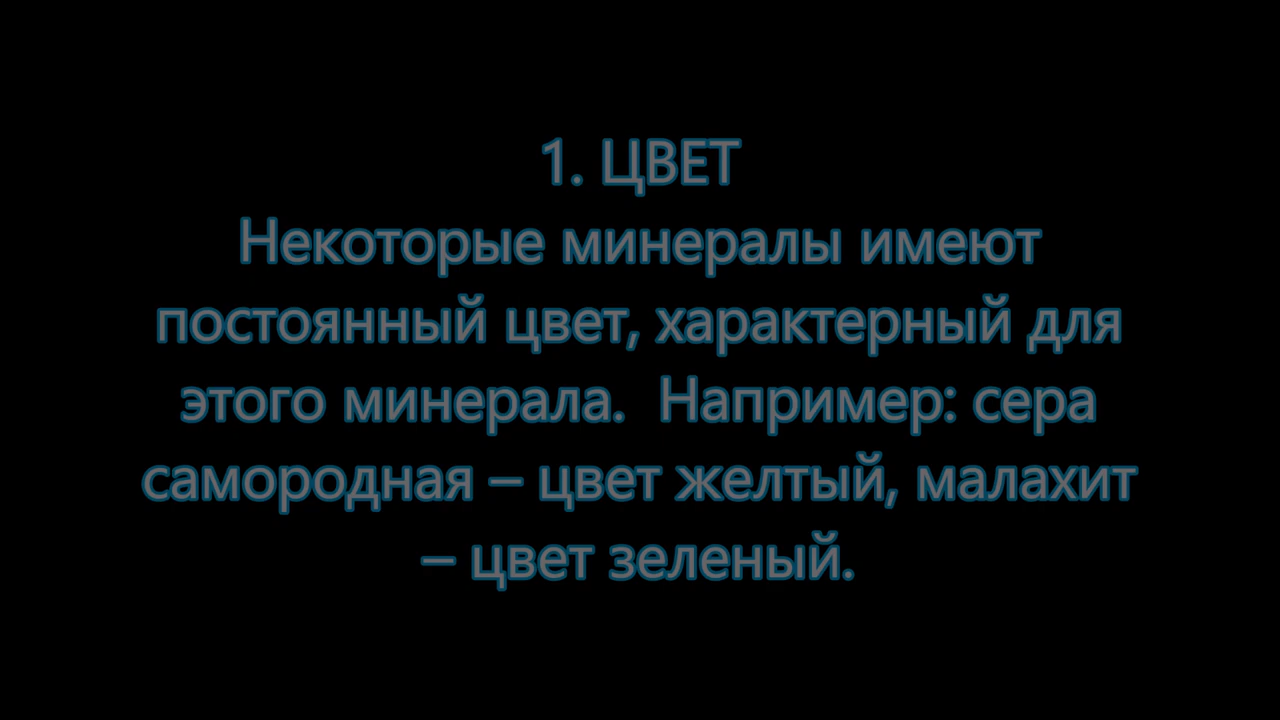 1. ЦВЕТ
Некоторые минералы имеют
постоянный цвет, характерный для
этого минерала.  Например: сера
самородная – цвет желтый, малахит
– цвет зеленый.